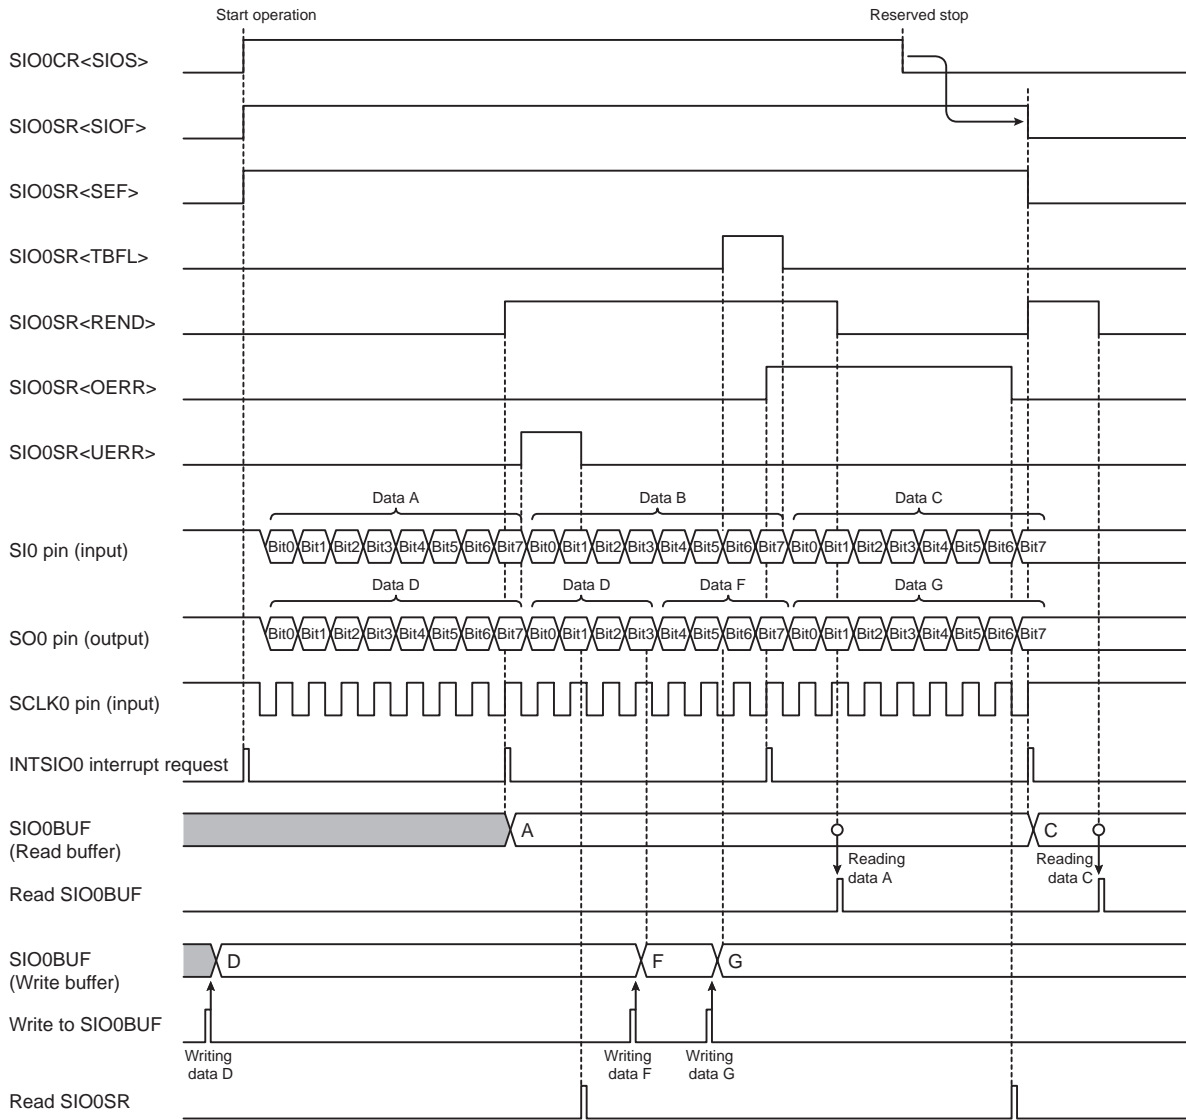 Start operation
Reserved stop
SIO0CR<SIOS>
SIO0SR<SIOF>
SIO0SR<SEF>
SIO0SR<TBFL>
SIO0SR<REND>
SIO0SR<OERR>
SIO0SR<UERR>
Data A
Data B
Data C
SI0 pin (input)
Bit0 Bit1 Bit2 Bit3 Bit4 Bit5 Bit6 Bit7 Bit0 Bit1 Bit2 Bit3 Bit4 Bit5 Bit6 Bit7 Bit0 Bit1 Bit2 Bit3 Bit4 Bit5 Bit6 Bit7
Data D
Data D
Data F
Data G
SO0 pin (output)
Bit0 Bit1 Bit2 Bit3 Bit4 Bit5 Bit6 Bit7 Bit0 Bit1 Bit2 Bit3 Bit4 Bit5 Bit6 Bit7 Bit0 Bit1 Bit2 Bit3 Bit4 Bit5 Bit6 Bit7
SCLK0 pin (input)
INTSIO0 interrupt request
SIO0BUF
(Read buffer)
A
C
Reading
data A
Reading
data C
Read SIO0BUF
SIO0BUF
(Write buffer)
D
F
G
Write to SIO0BUF
Writing
data D
Writing
data F
Writing
data G
Read SIO0SR